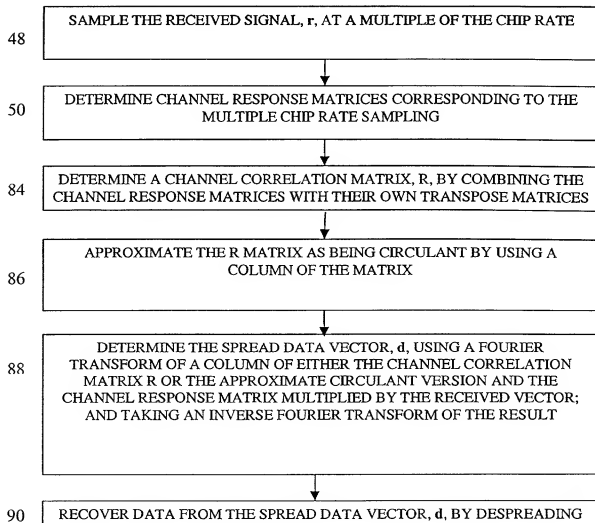 48
SAMPLE THE RECEIVED SIGNAL, r, AT A MULTIPLE OF THE CHIP RATE
50
DETERMINE CHANNEL RESPONSE MATRICES CORRESPONDING TO THE
MULTIPLE CHIP RATE SAMPLING
84
DETERMINE A CHANNEL CORRELATION MATRIX, R, BY COMBINING THE
CHANNEL RESPONSE MATRICES WITH THEIR OWN TRANSPOSE MATRICES
86
APPROXIMATE THE R MATRIX AS BEING CIRCULANT BY USING A
COLUMN OF THE MATRIX
88
DETERMINE THE SPREAD DATA VECTOR, d, USING A FOURIER
TRANSFORM OF A COLUMN OF EITHER THE CHANNEL CORRELATION
MATRIX R OR THE APPROXIMATE CIRCULANT VERSION AND THE
CHANNEL RESPONSE MATRIX MULTIPLIED BY THE RECEIVED VECTOR;
AND TAKING AN INVERSE FOURIER TRANSFORM OF THE RESULT
90
RECOVER DATA FROM THE SPREAD DATA VECTOR, d, BY DESPREADING